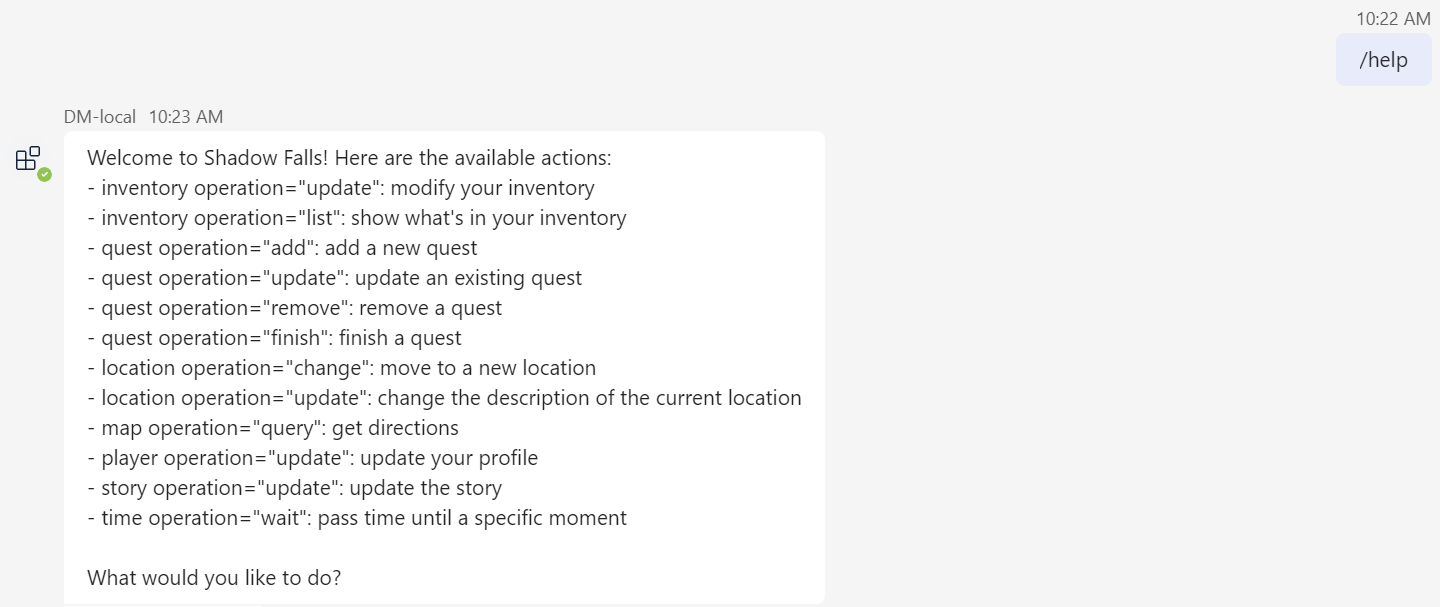 10:22 AM
/help
DM-local 10:23 AM
Welcome to Shadow Falls! Here are the available actions:
- inventory operation="update": modify your inventory
- inventory operation="list": show what's in your inventory
- quest operation="add": add a new quest
- quest operation="update": update an existing quest
- quest operation="remove": remove a quest
- quest operation="finish": finish a quest
- location operation="change": move to a new location
- location operation="update": change the description of the current location
- map operation="query": get directions
- player operation="update": update your profile
- story operation="update": update the story
- time operation="wait": pass time until a specific moment
What would you like to do?